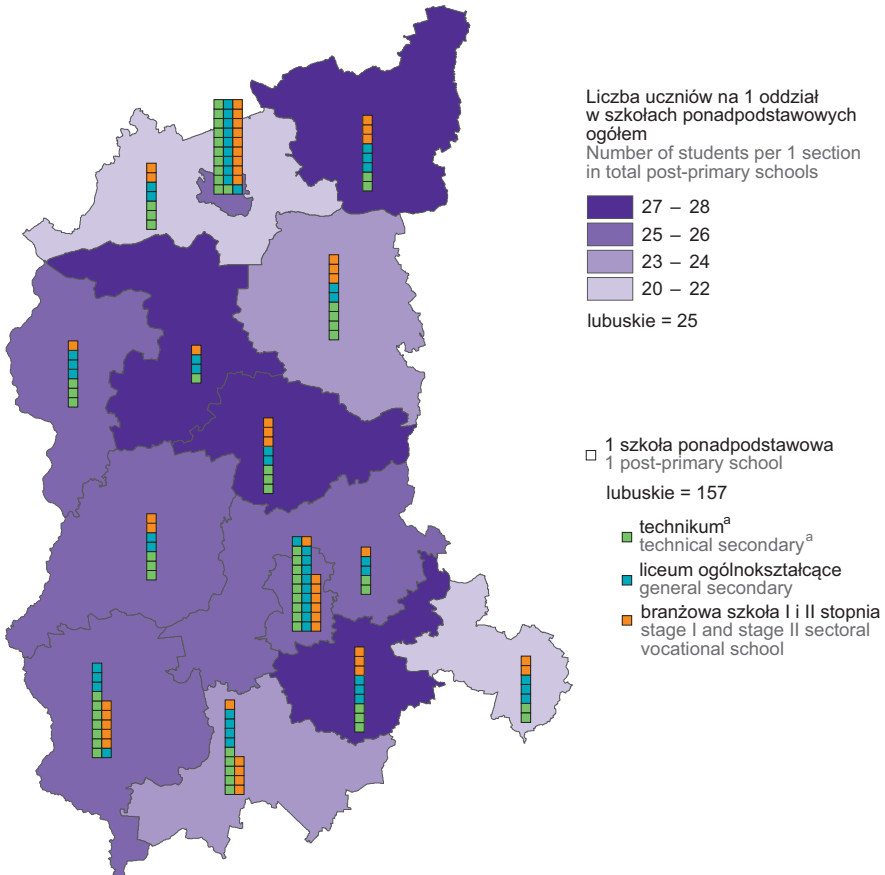 Liczba uczniów na 1 oddział
w szkołach ponadpodstawowych
ogółem
Number of students per 1 section
in total post-primary schools
27 – 28
25 – 26
23 – 24
20 – 22
lubuskie = 25
1 szkoła ponadpodstawowa
1 post-primary school
lubuskie = 157
technikumᵃ
technical secondaryᵃ
liceum ogólnokształcące
general secondary
branżowa szkoła I i II stopnia
stage I and stage II sectoral
vocational school